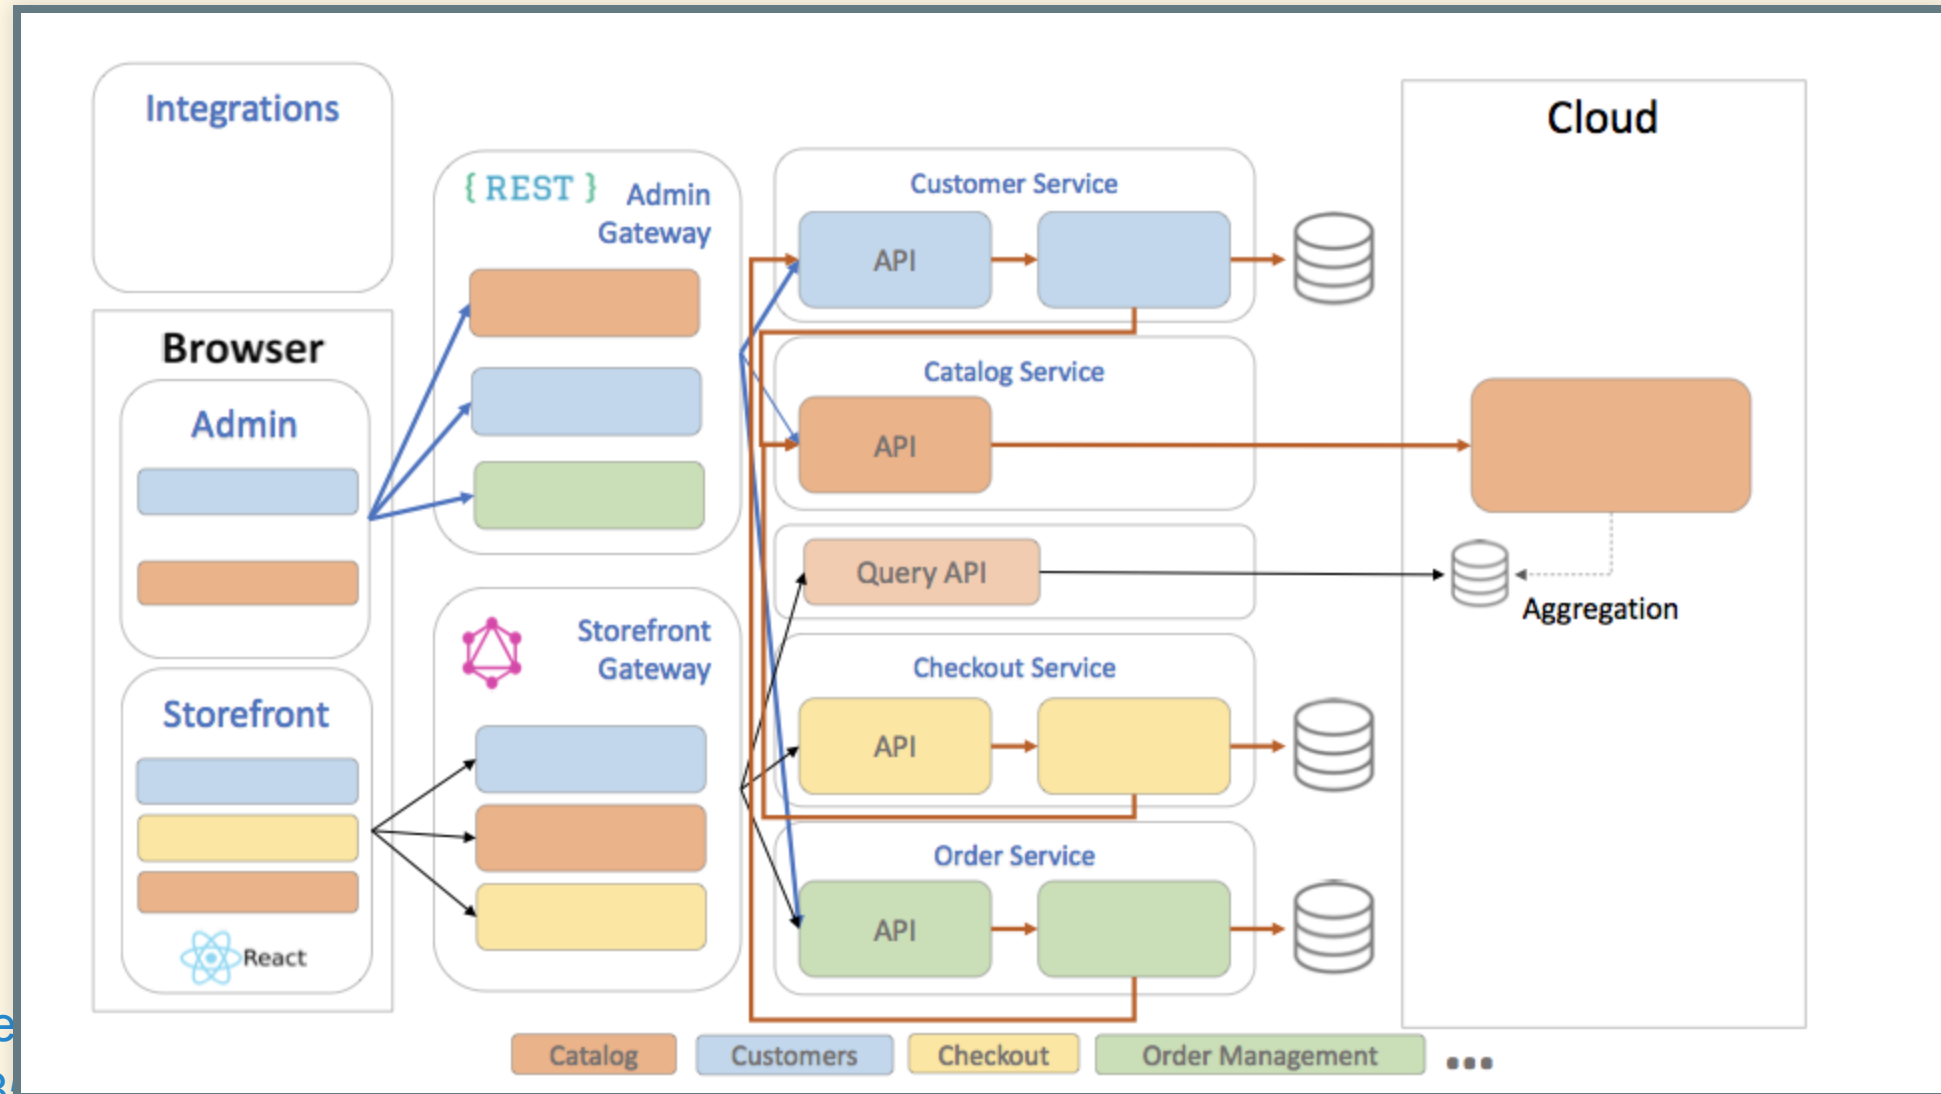 Integrations
Browser
Admin
Storefront
React
{ REST }
Admin
Gateway
Storefront
Gateway
Customer Service
API
Catalog Service
API
Query API
Checkout Service
API
Order Service
API
Cloud
Aggregation
Catalog
Customers
Checkout
Order Management
...
e